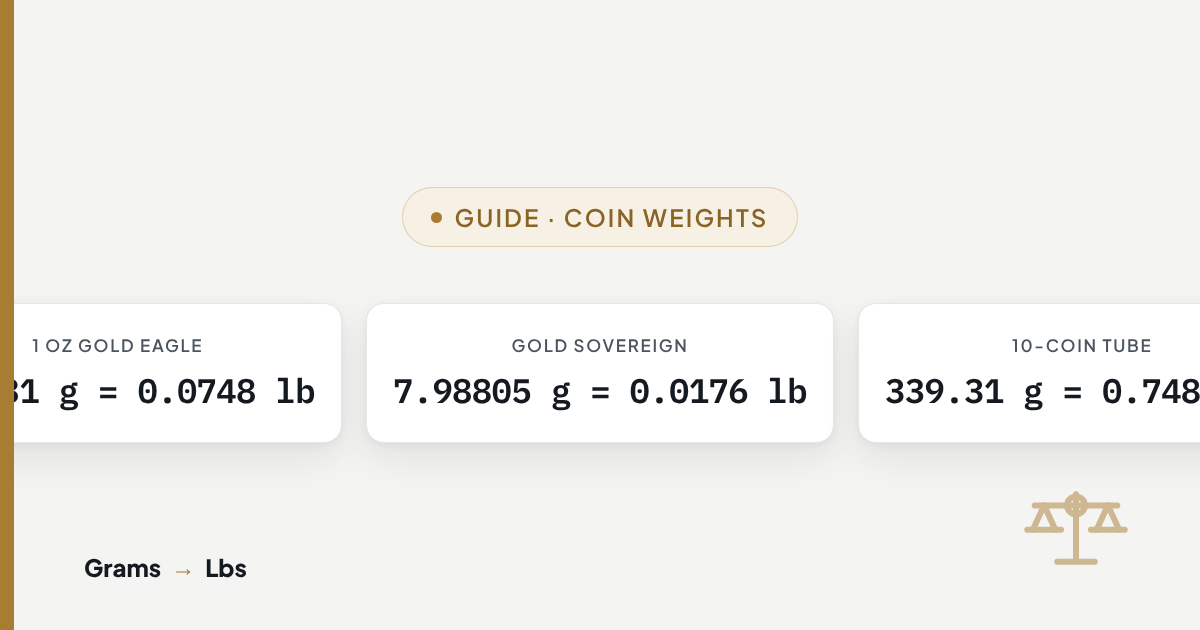 GUIDE · COIN WEIGHTS
1 OZ GOLD EAGLE
31 g = 0.0748 lb
GOLD SOVEREIGN
7.98805 g = 0.0176 lb
10-COIN TUBE
339.31 g = 0.748
Grams → Lbs